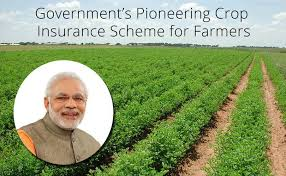 Government's Pioneering Crop
Insurance Scheme for Farmers